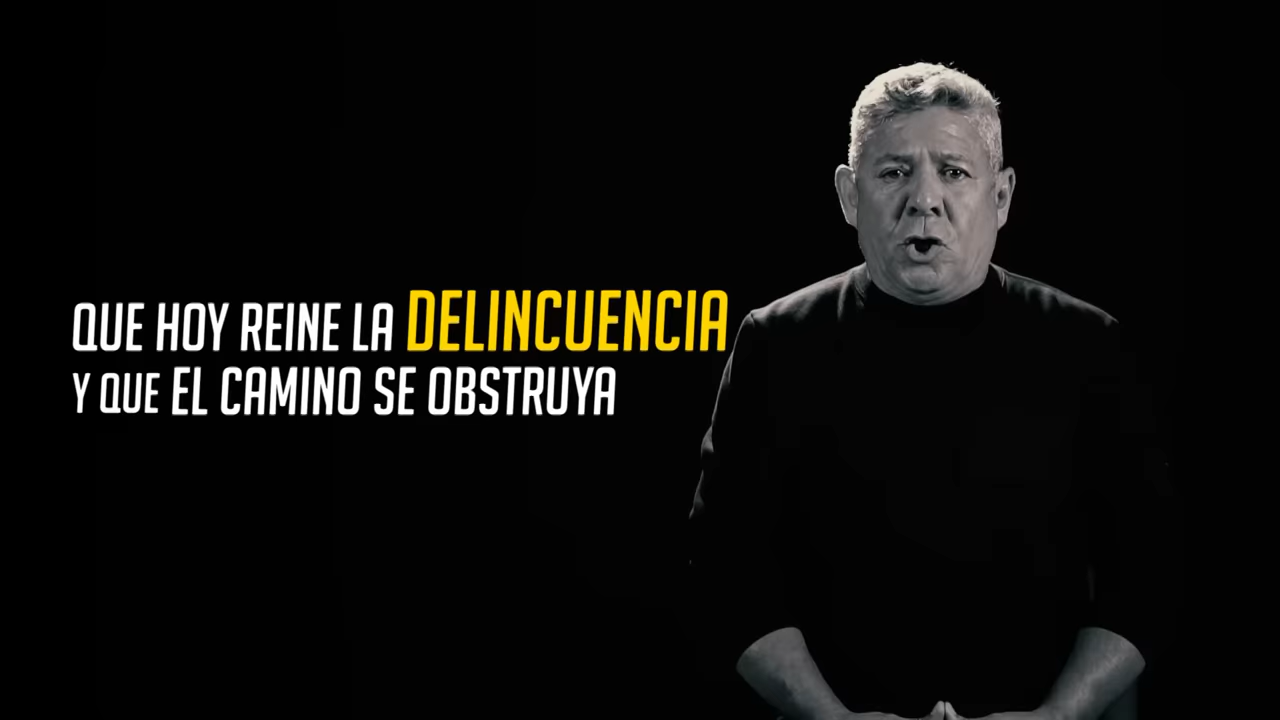 QUE HOY REINE LA DELINCUENCIA
Y QUE EL CAMINO SE OBSTRUYA